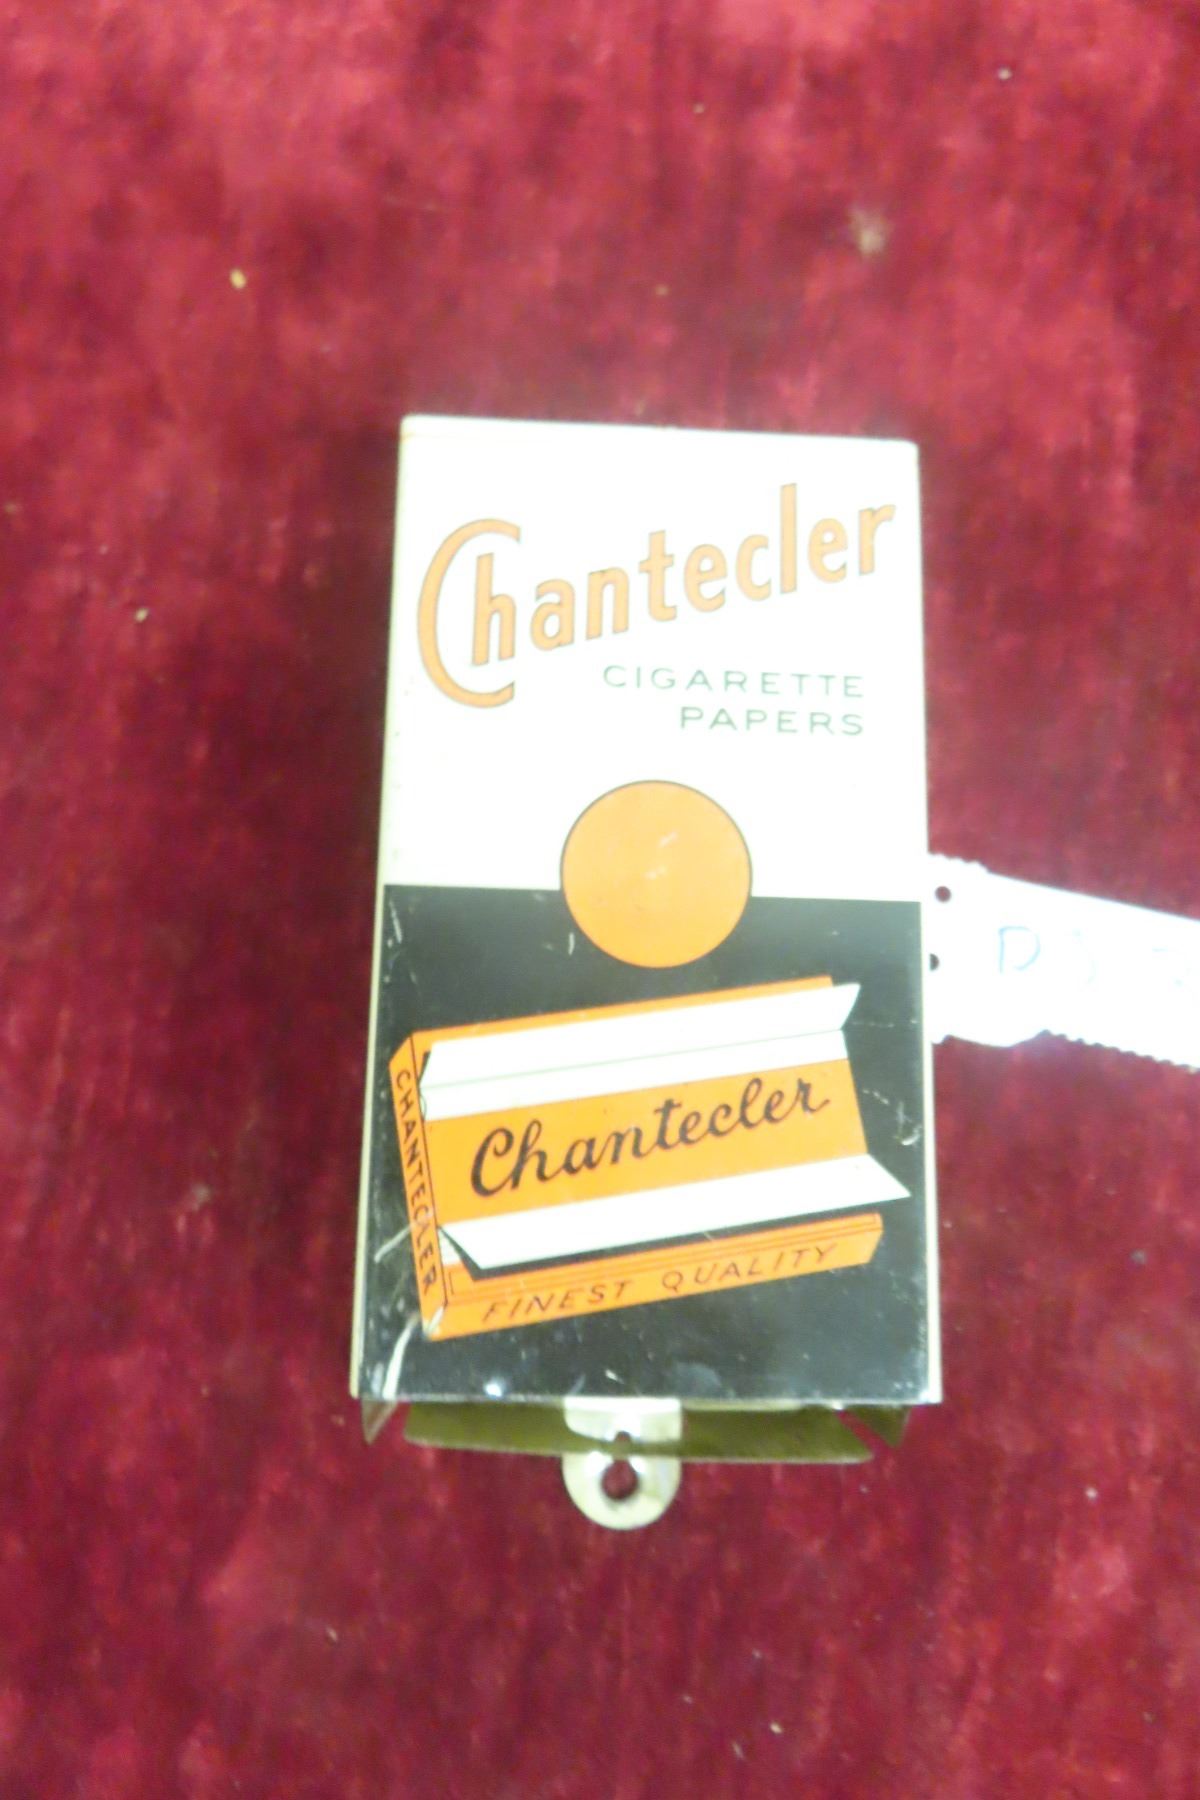 Chantecler
CIGARETTE
PAPERS
Chantecler
CHANTECLER
FINEST QUALITY